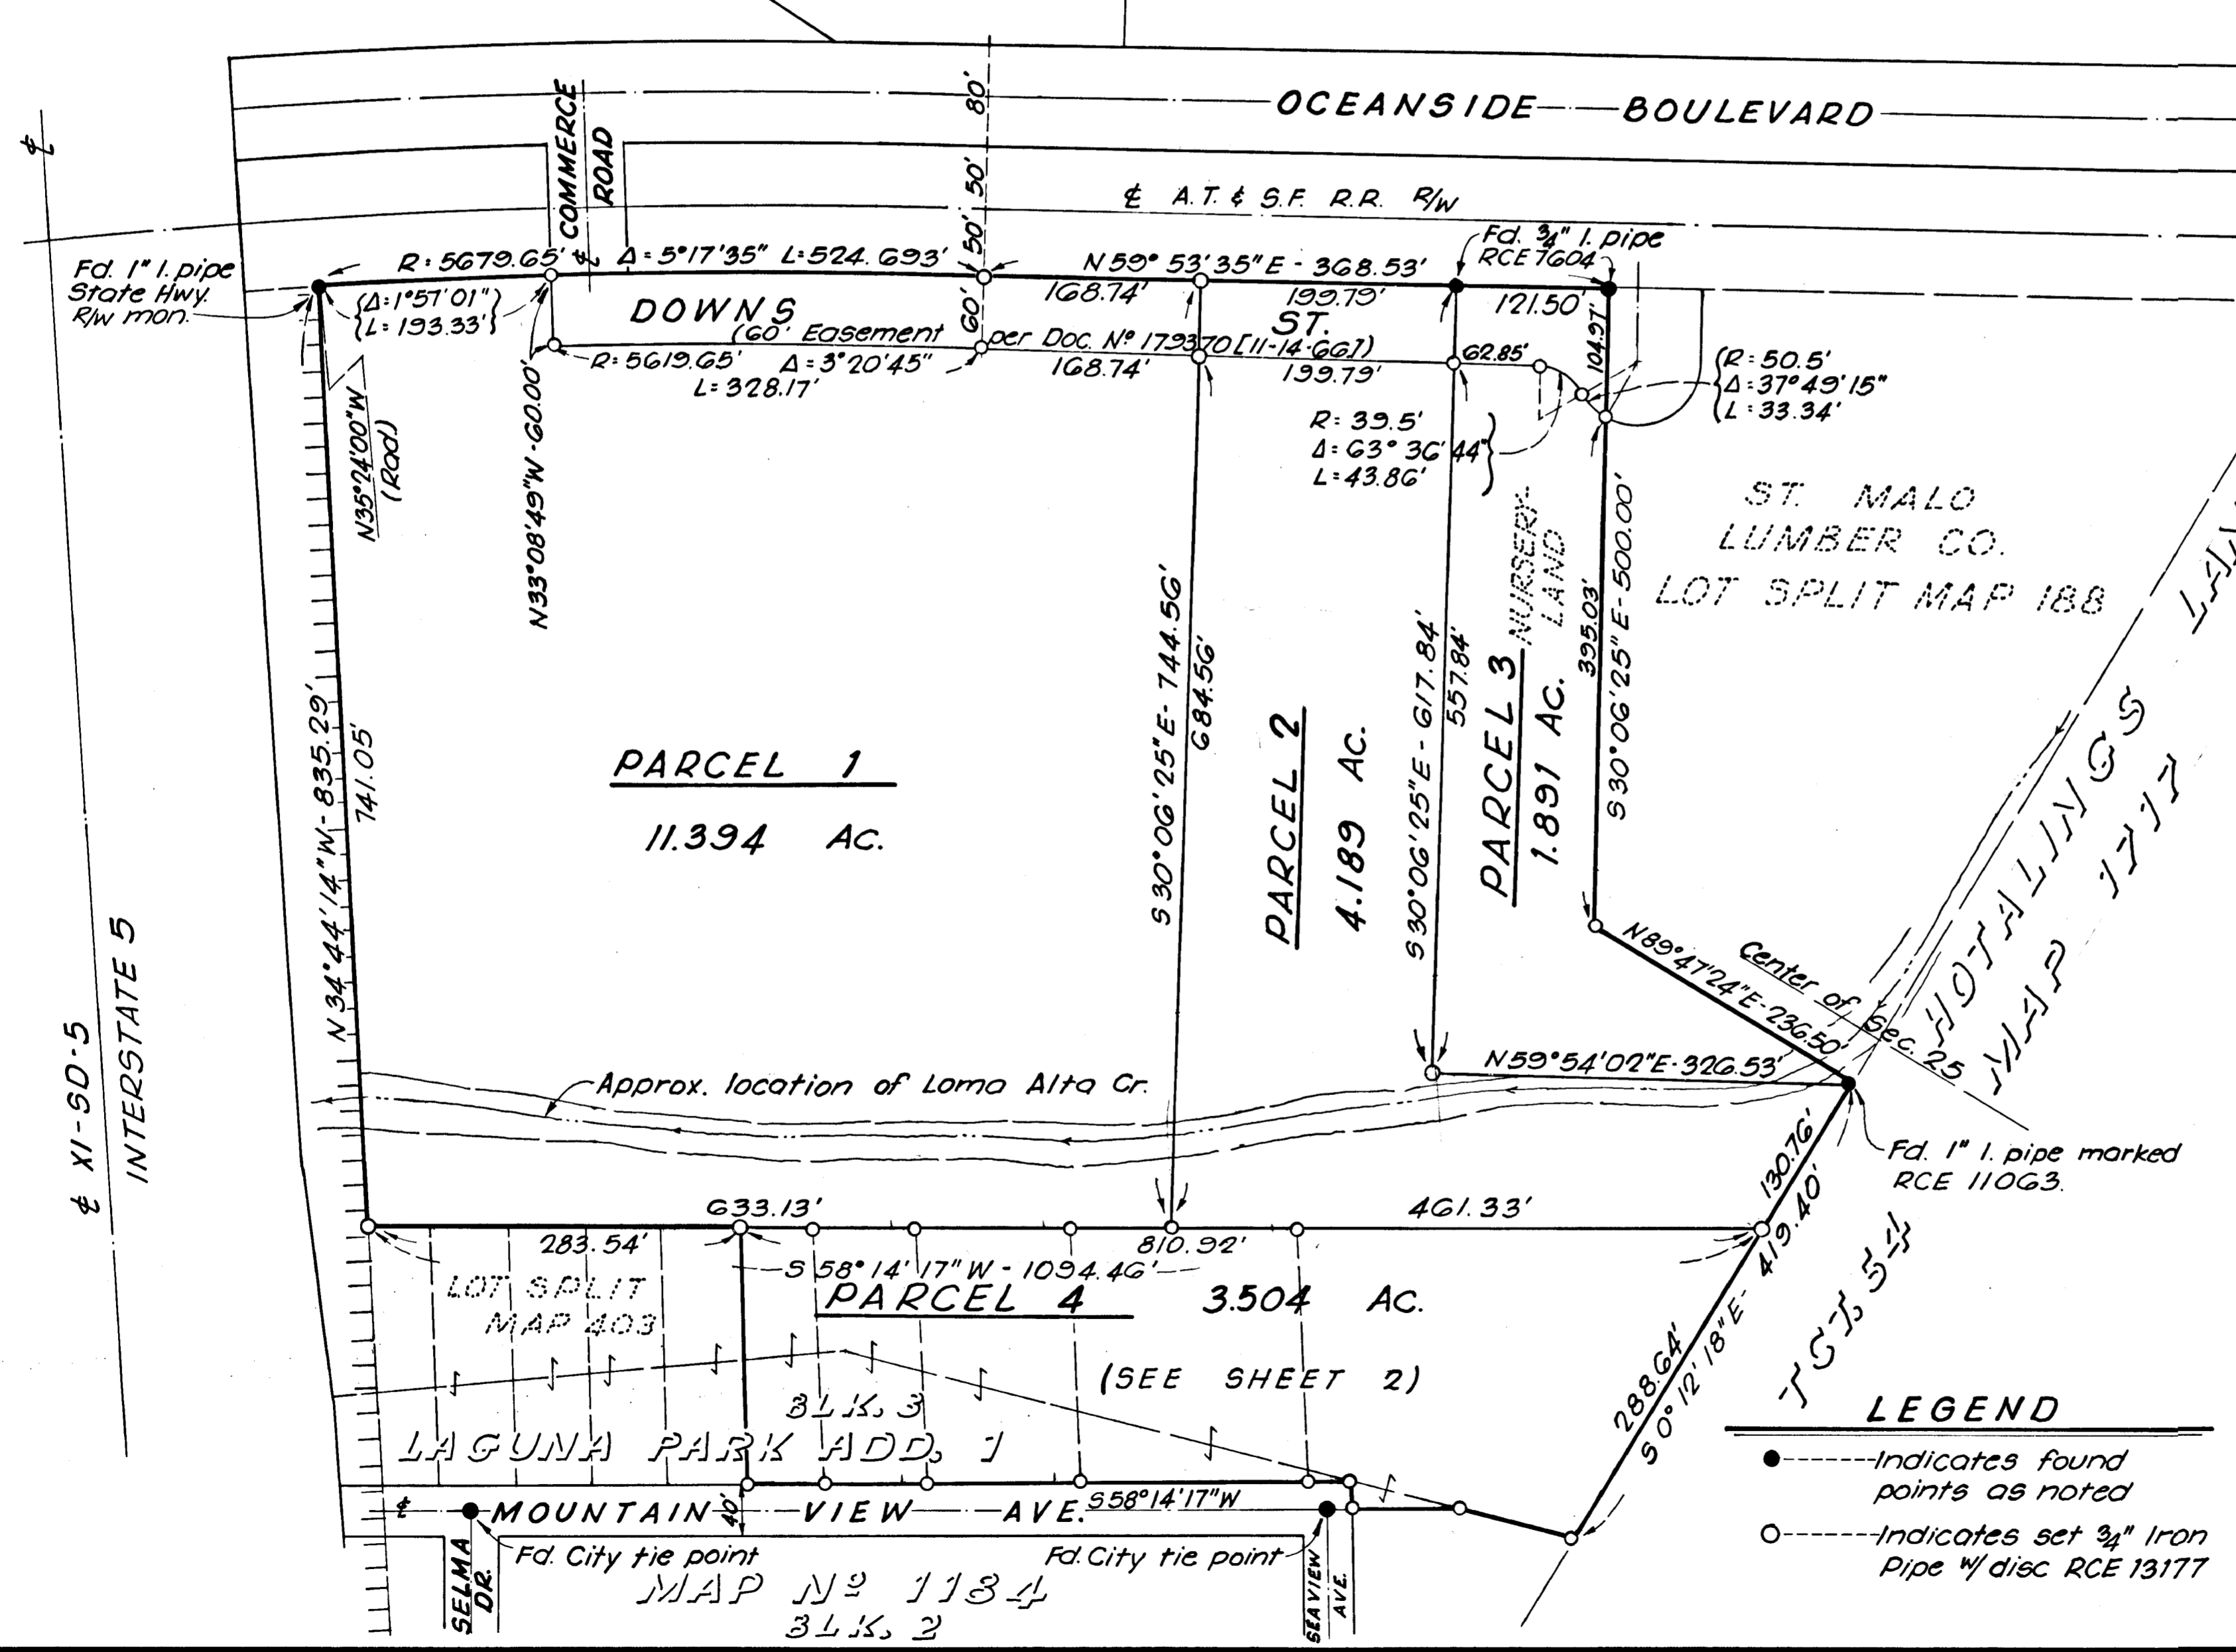 OCEANSIDE BOULEVARD
80'
50'
50'
60'
℄ COMMERCE
ROAD
℄ A.T. & S.F. R.R. R/W
Fd. 1" I. pipe
State Hwy.
R/W mon.
R=5679.65' Δ=5°17'35" L=524.693'
N59°53'35"E - 368.53'
Fd. 3/4" I. pipe
RCE 7604
Δ=1°57'01"
L=193.33'
DOWNS ST.
168.74'
199.79'
121.50'
(60' Easement per Doc. Nº 179370 [11-14-66])
R=5619.65' Δ=3°20'45"
L=328.17'
168.74'
199.79'
62.85'
104.97'
R=50.5'
Δ=37°49'15"
L=33.34'
R=39.5'
Δ=63°36'44"
L=43.86'
N35°24'00"W
(Rad)
N33°08'49"W-60.00'
ST. MALO
LUMBER CO.
LOT SPLIT MAP 188
NURSERY
LAND
℄
℄ XI-SD-5
INTERSTATE 5
N34°44'14"W-835.29'
741.05'
PARCEL 1
11.394 AC.
S30°06'25"E-744.56'
684.56'
PARCEL 2
4.189 AC.
S30°06'25"E-617.84'
557.84'
PARCEL 3
1.891 AC.
395.03'
S30°06'25"E-500.00'
N89°47'24"E-236.50'
Center of Sec. 25
HOTALINGS
MAP
N59°54'02"E-326.53'
Approx. location of Loma Alta Cr.
Fd. 1" I. pipe marked
RCE 11063.
130.76'
419.40'
S0°12'18"E-
288.64'
LOT 54
633.13'
461.33'
283.54'
810.92'
S58°14'17"W-1094.46'
LOT SPLIT
MAP 403
PARCEL 4 3.504 AC.
(SEE SHEET 2)
BLK. 3
LAGUNA PARK ADD. 1
℄ MOUNTAIN VIEW AVE. S58°14'17"W
40'
SELMA
DR.
Fd. City tie point
Fd. City tie point
SEAVIEW
AVE.
MAP Nº 1184
BLK. 2
LEGEND
Indicates found
points as noted
Indicates set 3/4" Iron
Pipe w/ disc RCE 13177